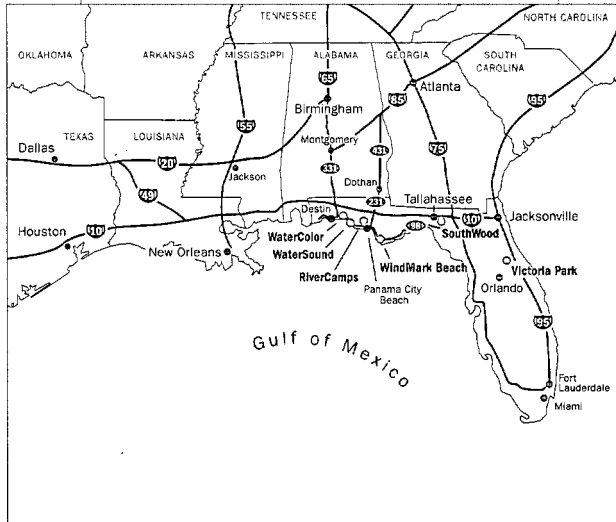 TENNESSEE
NORTH CAROLINA
OKLAHOMA
ARKANSAS
MISSISSIPPI
ALABAMA
GEORGIA
SOUTH
CAROLINA
65
Atlanta
85
95
Birmingham
55
Dallas
TEXAS
LOUISIANA
Montgomery
431
75
20
331
Jackson
Dothan
49
231
Tallahassee
Destin
10
Jacksonville
10
98
SouthWood
Houston
WaterColor
New Orleans
WaterSound
WindMark Beach
Victoria Park
RiverCamps
Orlando
Panama City
Beach
95
Gulf of Mexico
Fort
Lauderdale
Miami